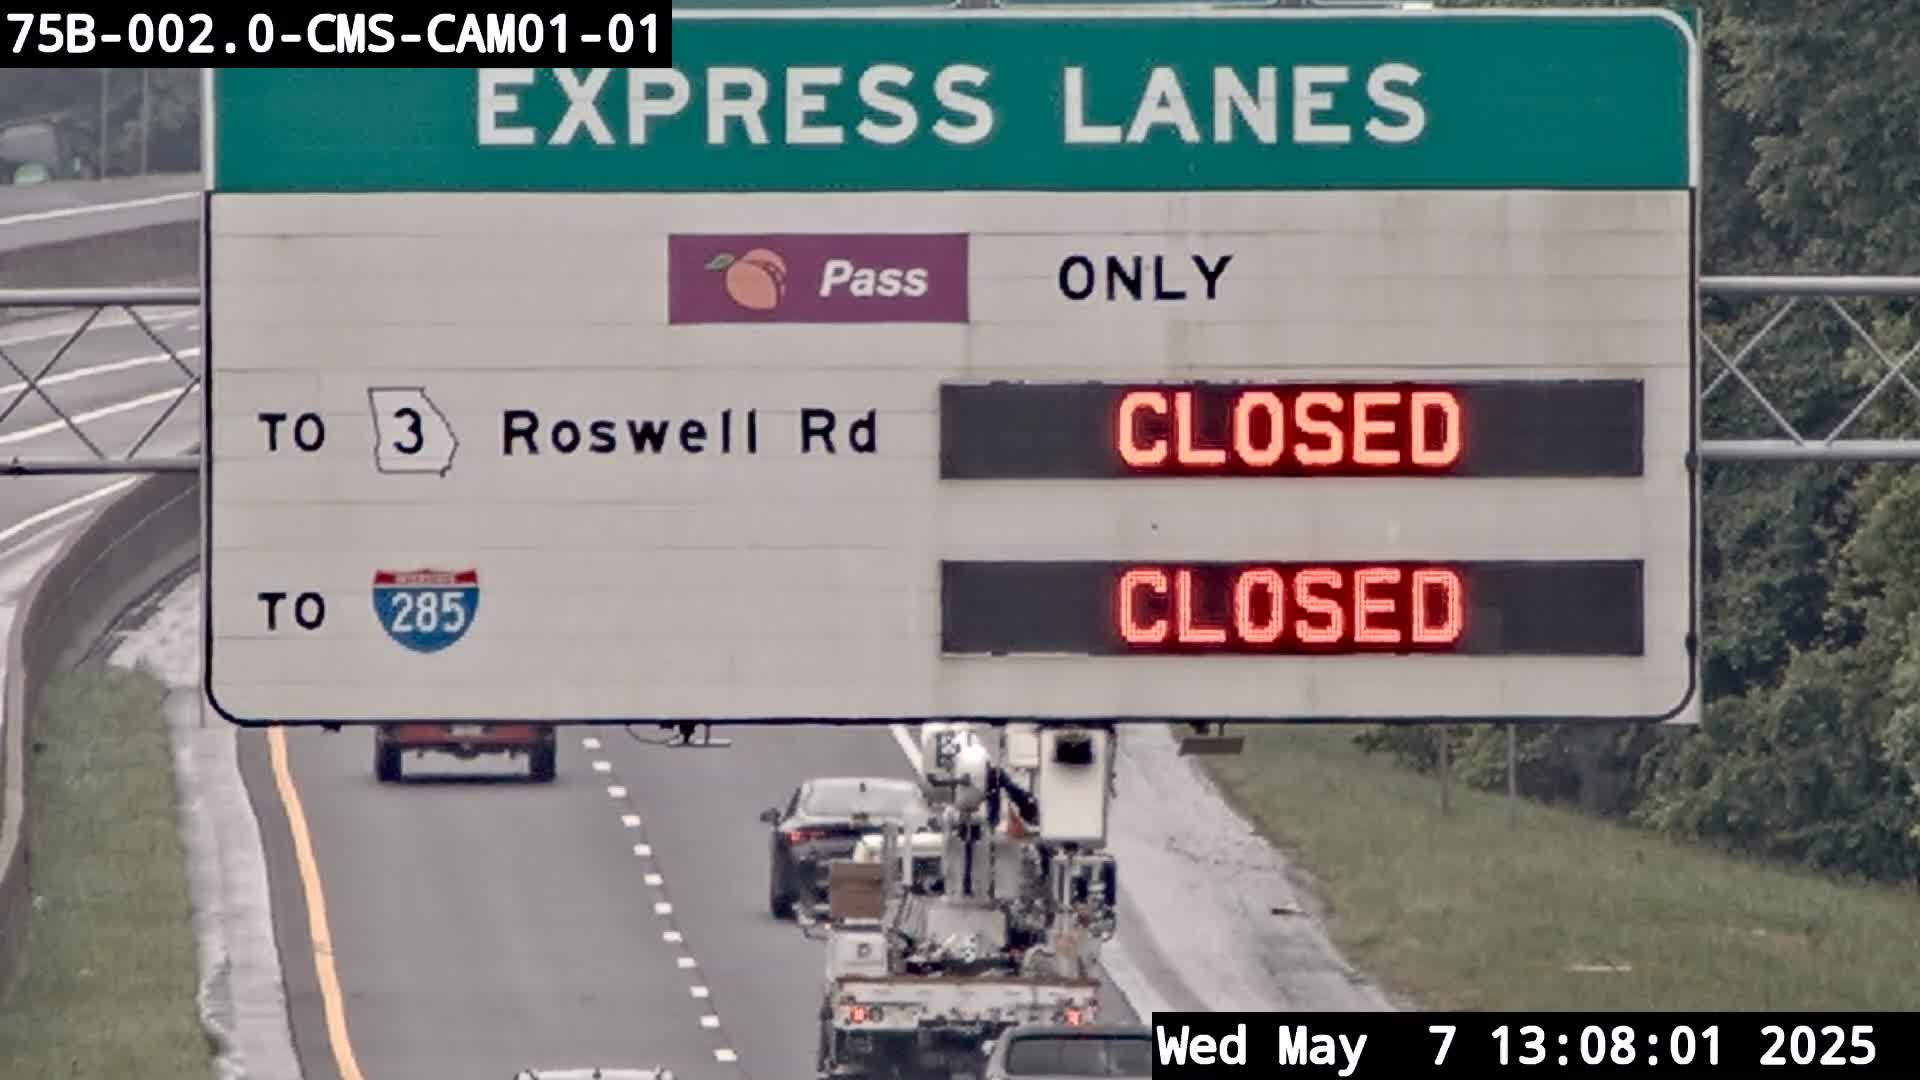 75B-002.0-CMS-CAM01-01
EXPRESS LANES
Pass ONLY
TO 3 Roswell Rd CLOSED
TO 285 CLOSED
Wed May 7 13:08:01 2025